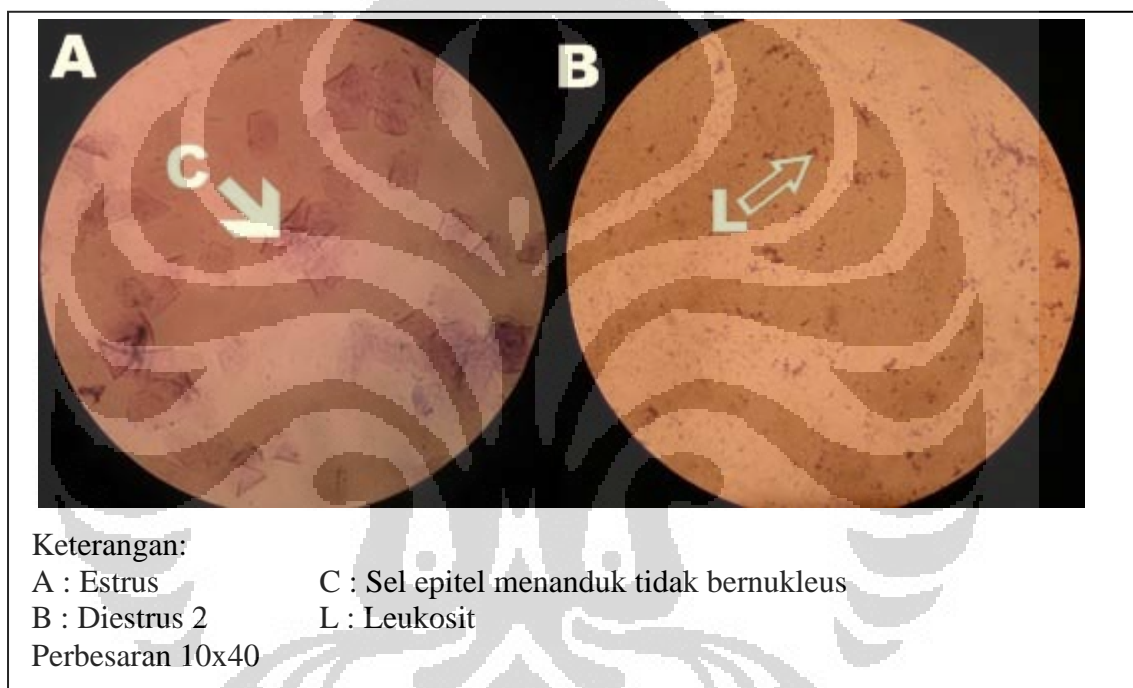 A B
C
L
Keterangan:
A : Estrus C : Sel epitel menanduk tidak bernukleus
B : Diestrus 2 L : Leukosit
Perbesaran 10x40